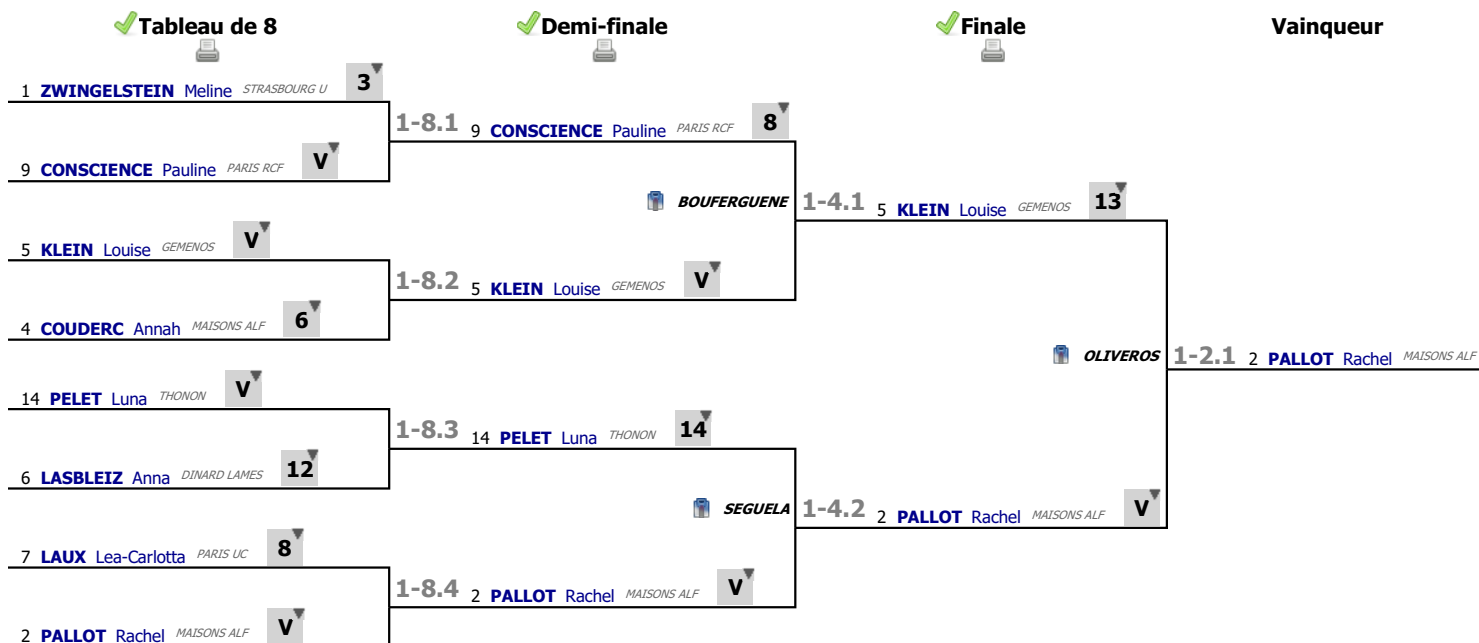 Tableau de 8
Demi-finale
Finale
Vainqueur
1 ZWINGELSTEIN Meline STRASBOURG U 3
1-8.1 9 CONSCIENCE Pauline PARIS RCF 8
9 CONSCIENCE Pauline PARIS RCF V
BOUFERGUENE 1-4.1 5 KLEIN Louise GEMENOS 13
5 KLEIN Louise GEMENOS V
1-8.2 5 KLEIN Louise GEMENOS V
4 COUDERC Annah MAISONS ALF 6
OLIVEROS 1-2.1 2 PALLOT Rachel MAISONS ALF
14 PELET Luna THONON V
1-8.3 14 PELET Luna THONON 14
6 LASBLEIZ Anna DINARD LAMES 12
SEGUELA 1-4.2 2 PALLOT Rachel MAISONS ALF V
7 LAUX Lea-Carlotta PARIS UC 8
1-8.4 2 PALLOT Rachel MAISONS ALF V
2 PALLOT Rachel MAISONS ALF V